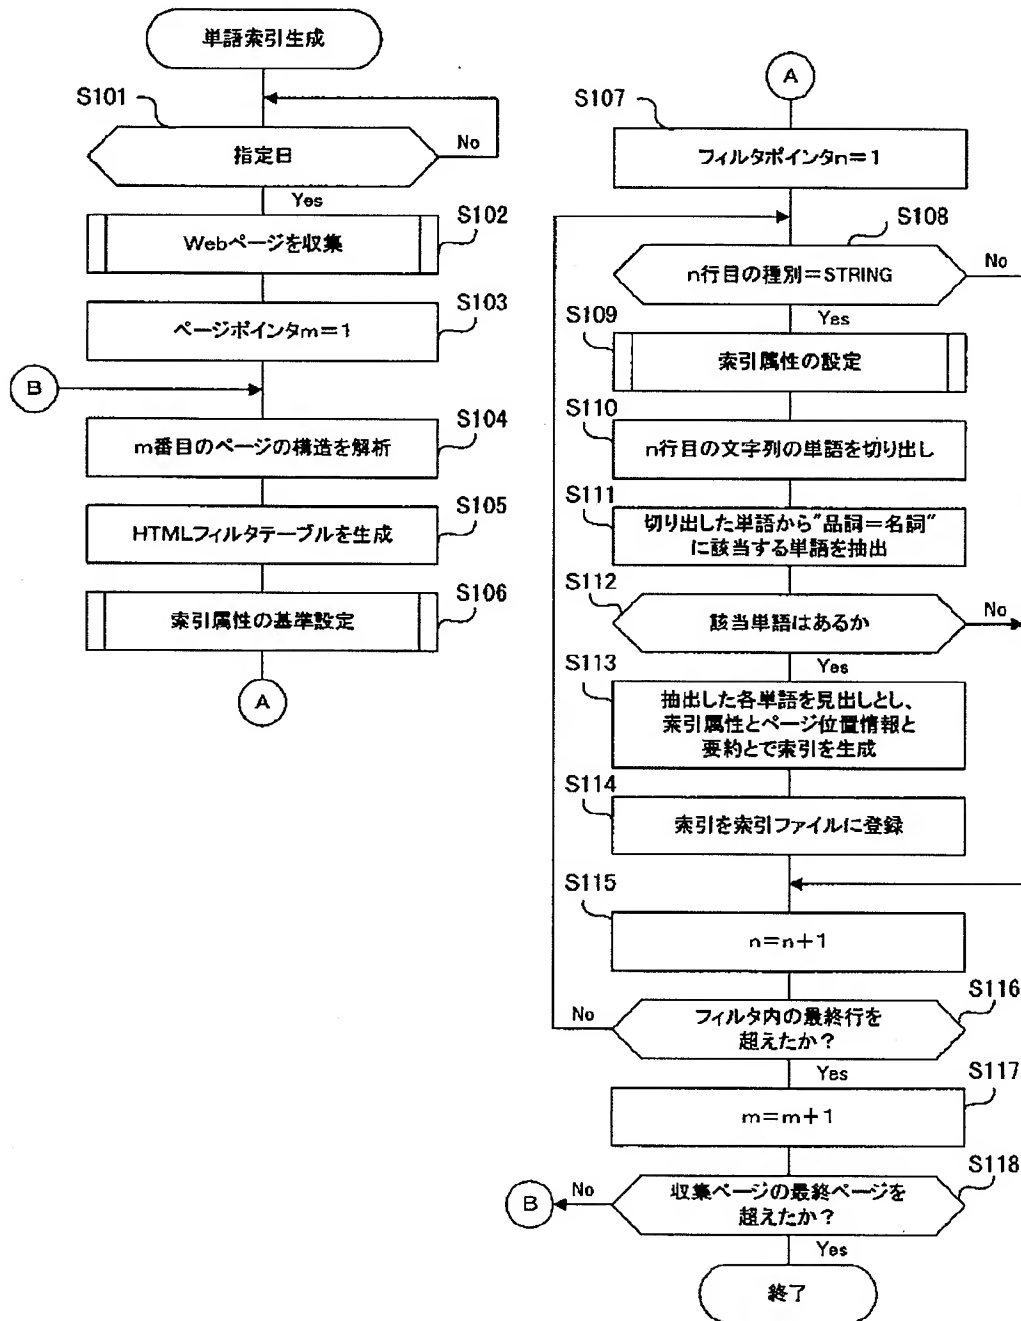 単語索引生成
S101
指定日
No
Yes
S102
Webページを収集
S103
ページポインタm=1
B
S104
m番目のページの構造を解析
S105
HTMLフィルタテーブルを生成
S106
索引属性の基準設定
A
A
S107
フィルタポインタn=1
S108
n行目の種別=STRING
No
Yes
S109
索引属性の設定
S110
n行目の文字列の単語を切り出し
S111
切り出した単語から"品詞=名詞"
に該当する単語を抽出
S112
該当単語はあるか
No
Yes
S113
抽出した各単語を見出しとし、
索引属性とページ位置情報と
要約とで索引を生成
S114
索引を索引ファイルに登録
S115
n=n+1
S116
フィルタ内の最終行を
超えたか?
No
Yes
S117
m=m+1
S118
収集ページの最終ページを
超えたか?
No
B
Yes
終了